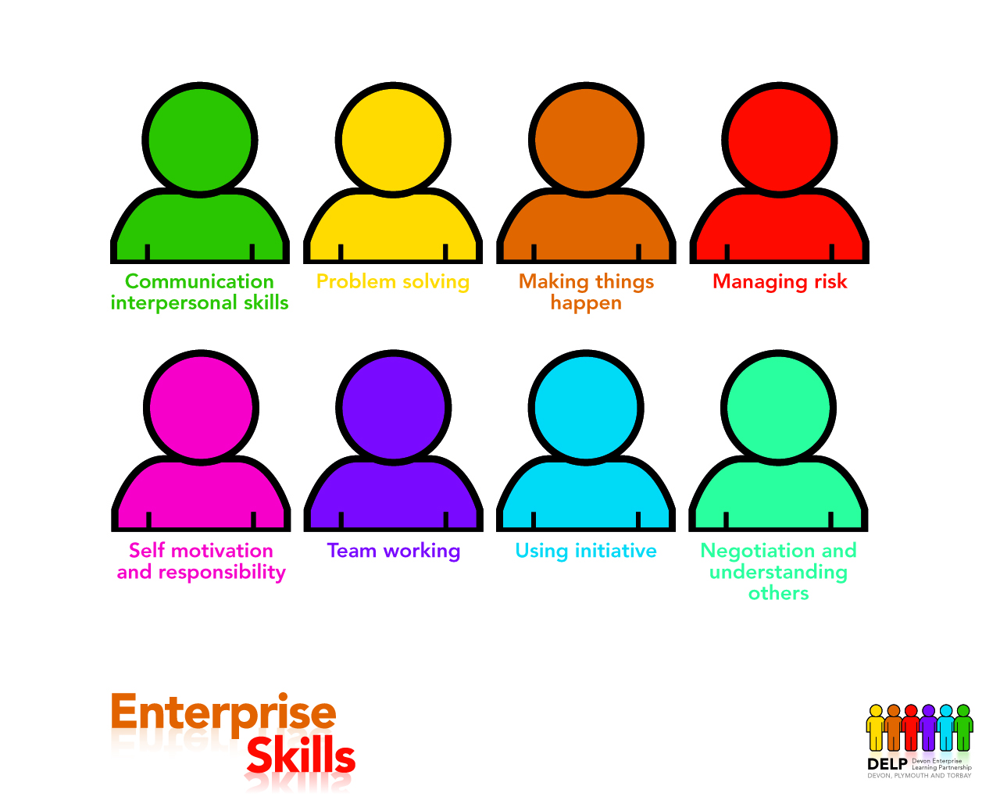 Communication
interpersonal skills
Problem solving
Making things
happen
Managing risk
Self motivation
and responsibility
Team working
Using initiative
Negotiation and
understanding
others
Enterprise
Skills
DELP
Devon Enterprise
Learning Partnership
DEVON, PLYMOUTH AND TORBAY